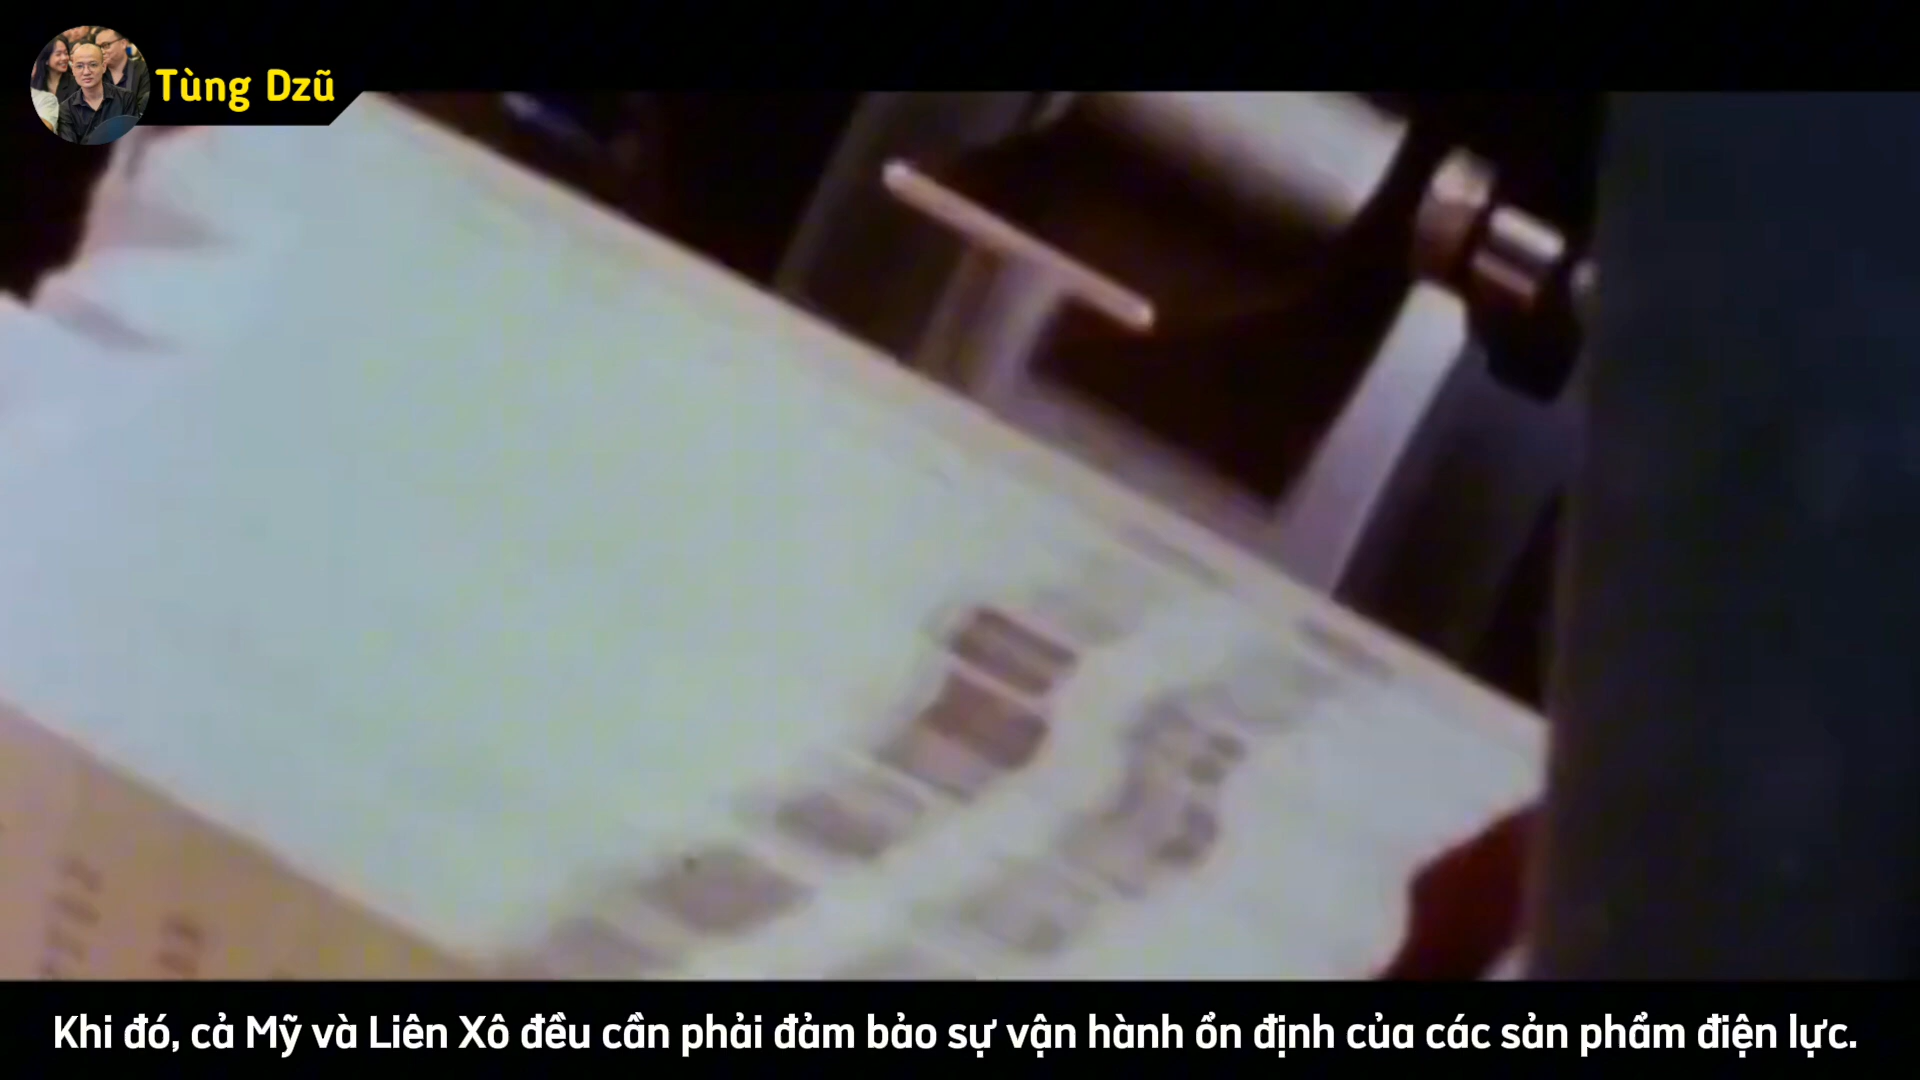 Tùng Dzũ
Khi đó, cả Mỹ và Liên Xô đều cần phải đảm bảo sự vận hành ổn định của các sản phẩm điện lực.